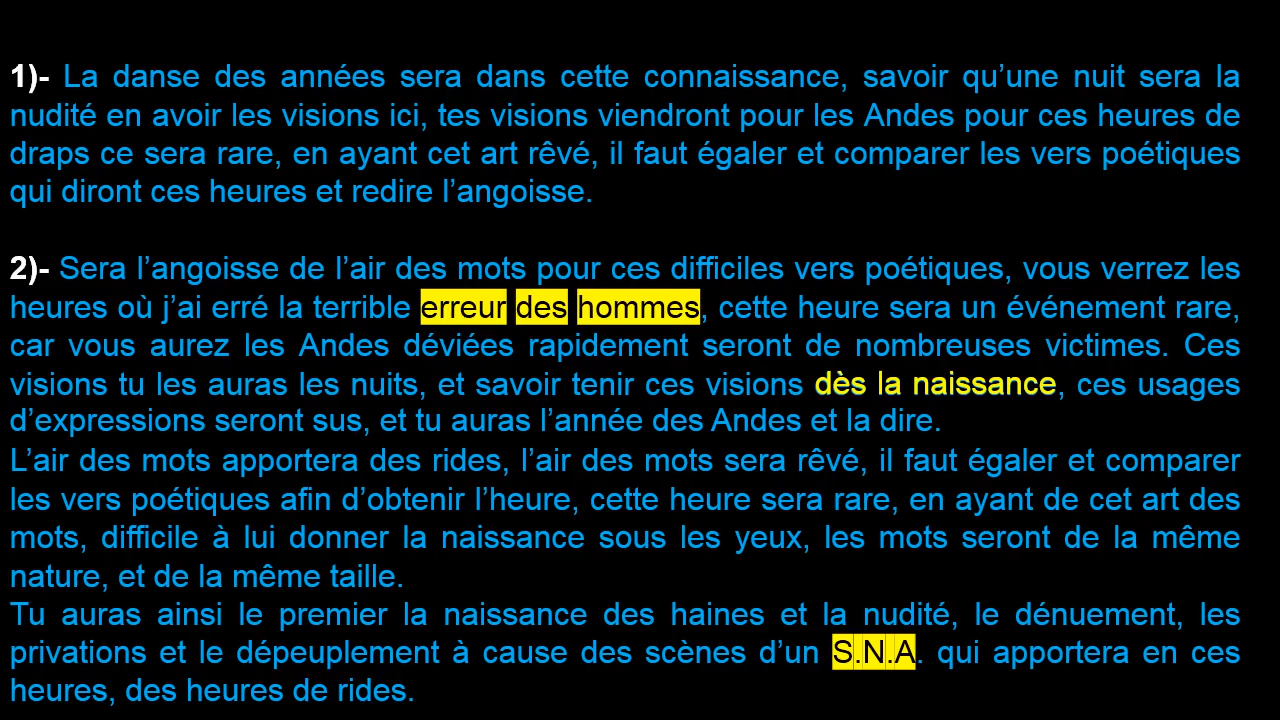 1)- La danse des années sera dans cette connaissance, savoir qu’une nuit sera la
nudité en avoir les visions ici, tes visions viendront pour les Andes pour ces heures de
draps ce sera rare, en ayant cet art rêvé, il faut égaler et comparer les vers poétiques
qui diront ces heures et redire l’angoisse.
2)- Sera l’angoisse de l’air des mots pour ces difficiles vers poétiques, vous verrez les
heures où j’ai erré la terrible erreur des hommes, cette heure sera un événement rare,
car vous aurez les Andes déviées rapidement seront de nombreuses victimes. Ces
visions tu les auras les nuits, et savoir tenir ces visions dès la naissance, ces usages
d’expressions seront sus, et tu auras l’année des Andes et la dire.
L’air des mots apportera des rides, l’air des mots sera rêvé, il faut égaler et comparer
les vers poétiques afin d’obtenir l’heure, cette heure sera rare, en ayant de cet art des
mots, difficile à lui donner la naissance sous les yeux, les mots seront de la même
nature, et de la même taille.
Tu auras ainsi le premier la naissance des haines et la nudité, le dénuement, les
privations et le dépeuplement à cause des scènes d’un S.N.A. qui apportera en ces
heures, des heures de rides.